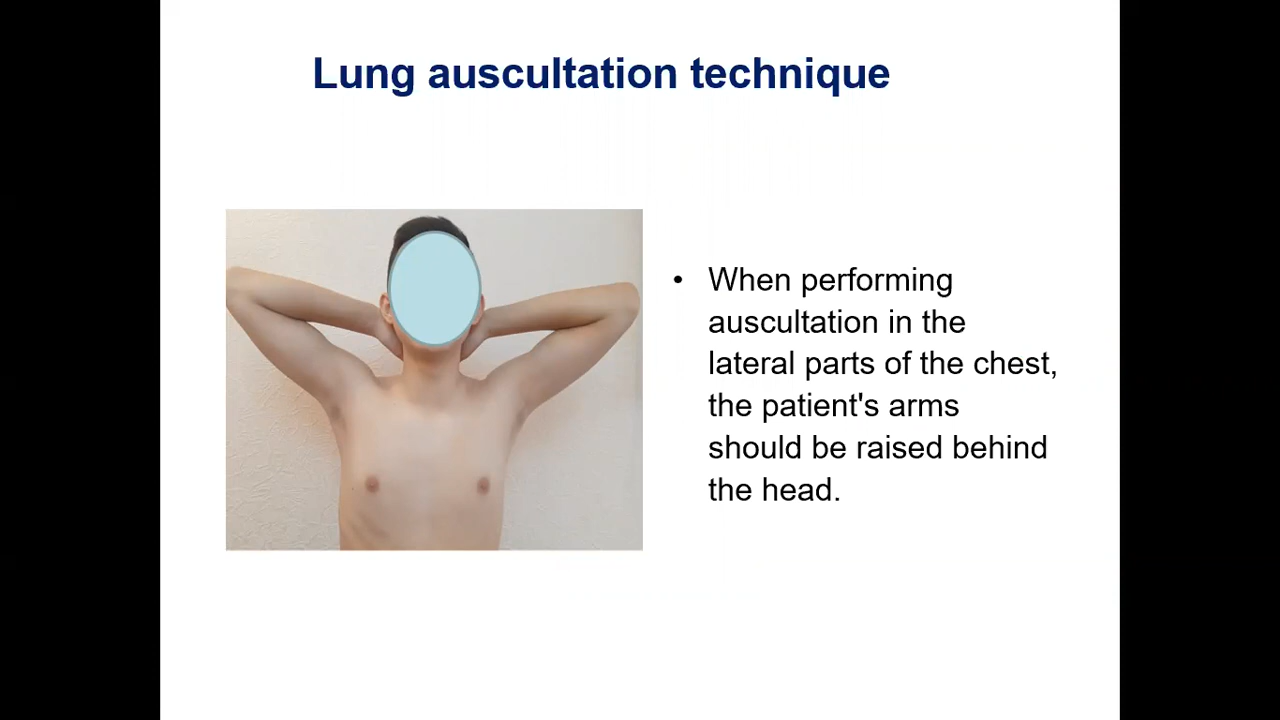 Lung auscultation technique
• When performing
auscultation in the
lateral parts of the chest,
the patient's arms
should be raised behind
the head.